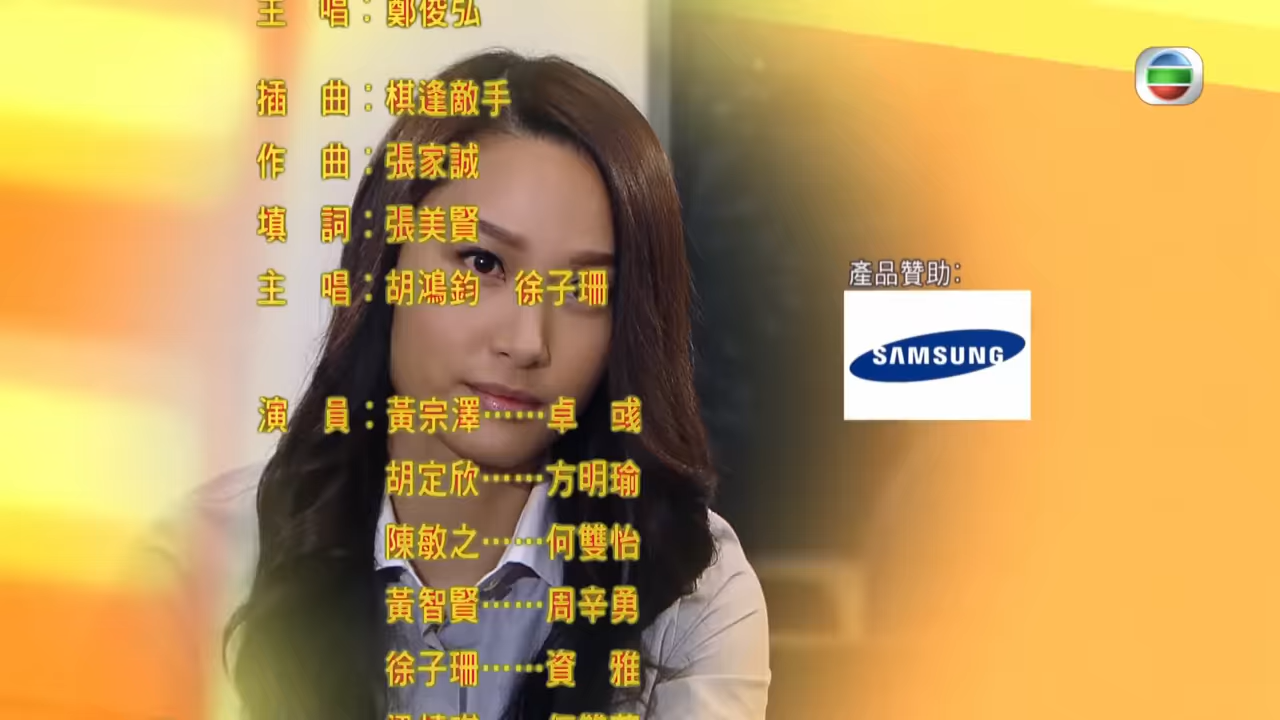 主　唱：鄭俊弘
插　曲：棋逢敵手
作　曲：張家誠
填　詞：張美賢
主　唱：胡鴻鈞　徐子珊
產品贊助:
SAMSUNG
演　員：黃宗澤……卓　彧
胡定欣……方明瑜
陳敏之……何雙怡
黃智賢……周辛勇
徐子珊……資　雅